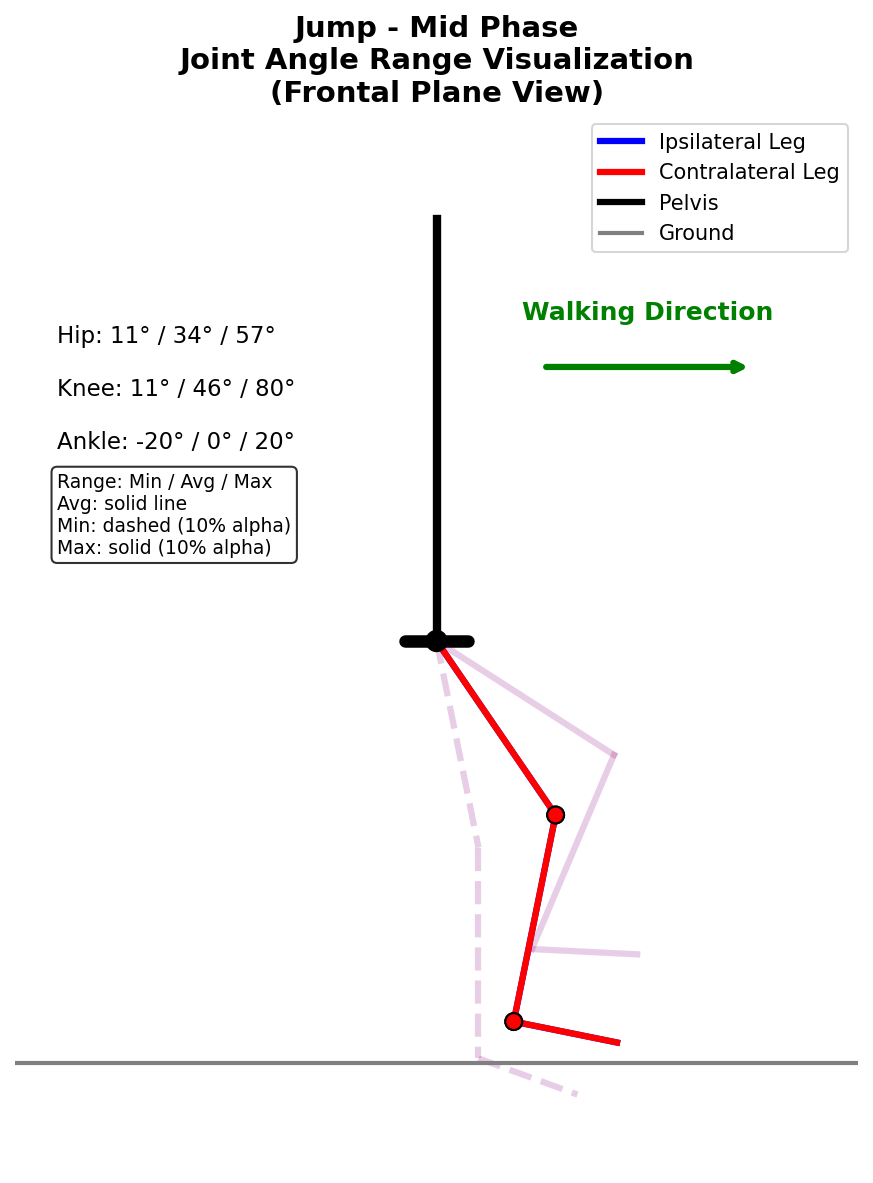 Jump - Mid Phase
Joint Angle Range Visualization
(Frontal Plane View)
Ipsilateral Leg
Contralateral Leg
Pelvis
Ground
Walking Direction
Hip: 11° / 34° / 57°
Knee: 11° / 46° / 80°
Ankle: -20° / 0° / 20°
Range: Min / Avg / Max
Avg: solid line
Min: dashed (10% alpha)
Max: solid (10% alpha)